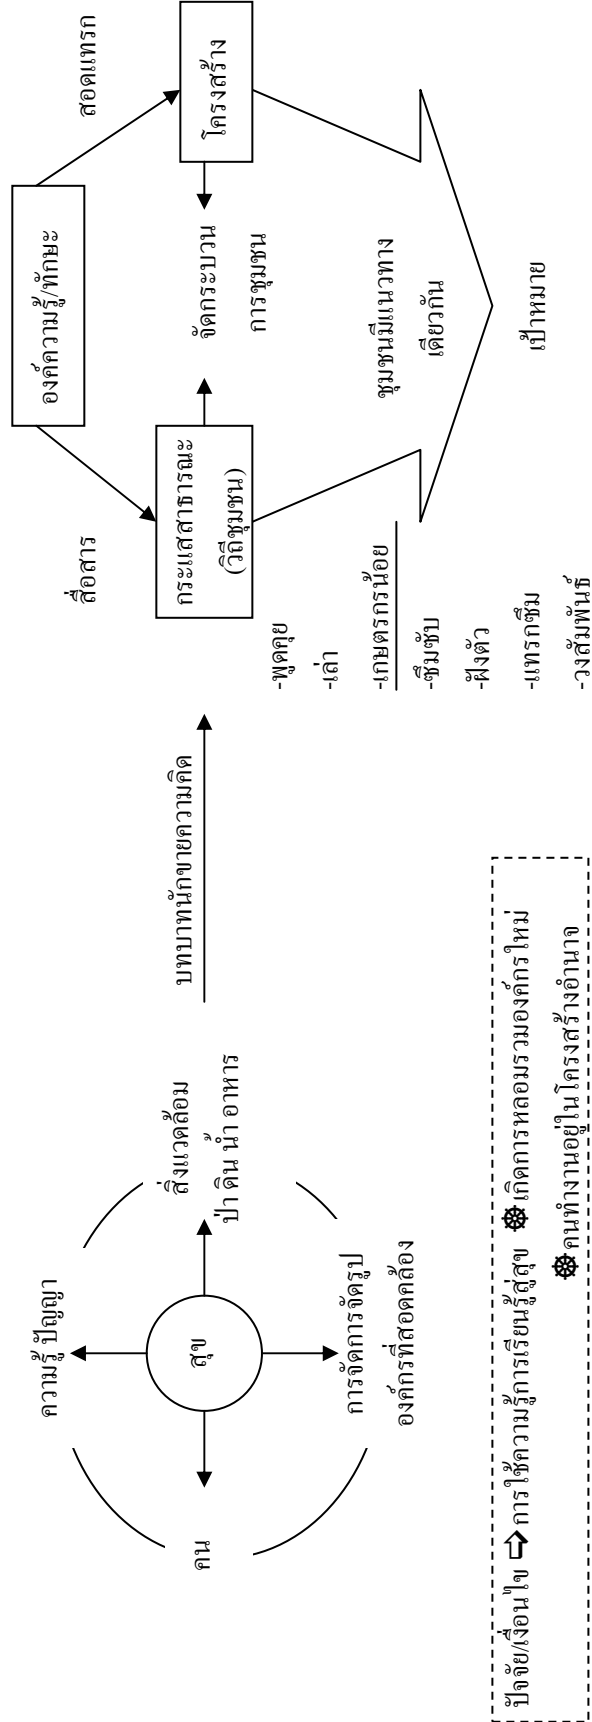 ความรู้ ปัญญา
คน
สุข
สิ่งแวดล้อม
ป่า ดิน น้ำ อาหาร
การจัดการจัดรูป
องค์กรที่สอดคล้อง
บทบาทนักขายความคิด
องค์ความรู้/ทักษะ
สื่อสาร
สอดแทรก
กระแสสาธารณะ
(วิถีชุมชน)
จัดกระบวน
การชุมชน
โครงสร้าง
-พูดคุย
-เล่า
-เกษตรกรน้อย
-ซึมซับ
-ฝังตัว
-แทรกซึม
-วงสัมพันธ์
ชุมชนมีแนวทาง
เดียวกัน
เป้าหมาย
ปัจจัย/เงื่อนไข ⇨ การใช้ความรู้การเรียนรู้สู่สุข ☸ เกิดการหลอมรวมองค์กรใหม่
☸ คนทำงานอยู่ในโครงสร้างอำนาจ